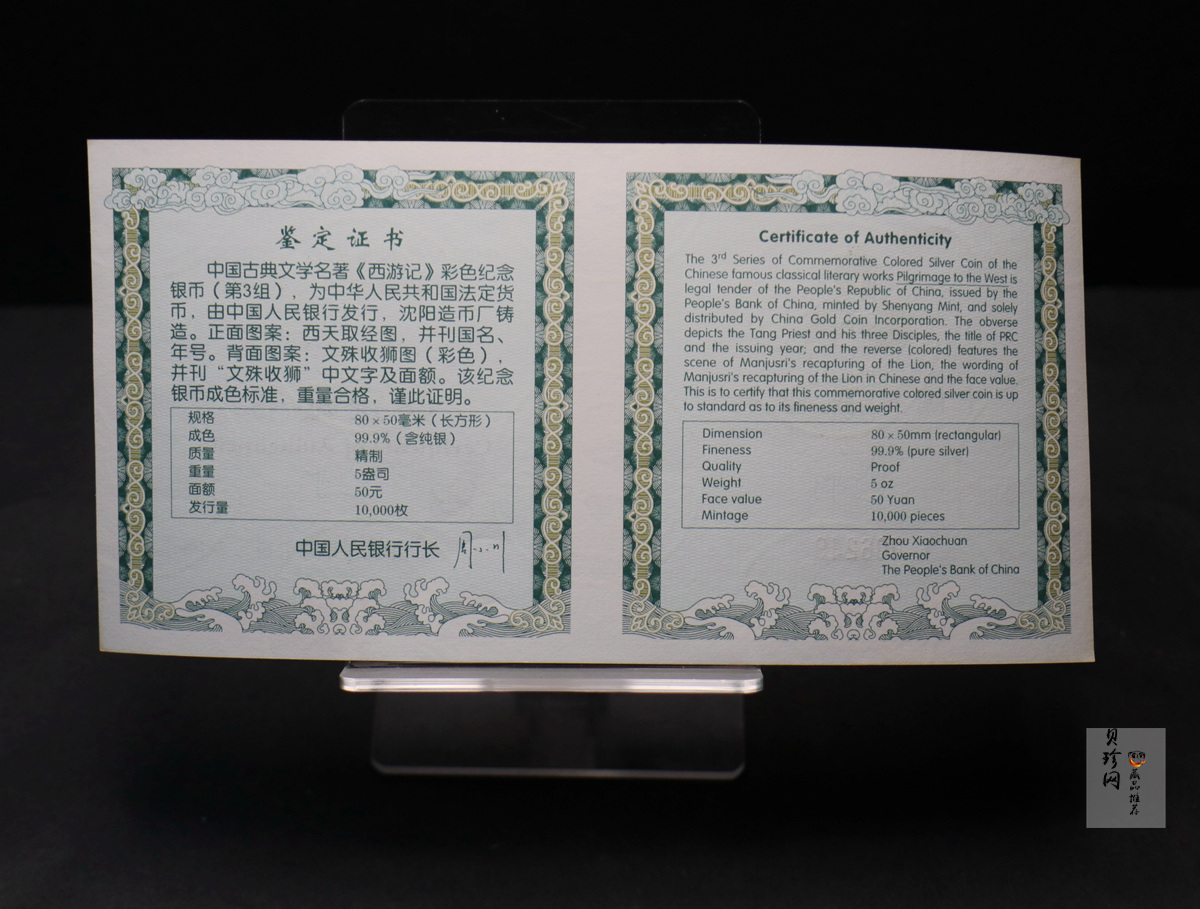 鉴定证书
中国古典文学名著《西游记》彩色纪念
银币（第3组），为中华人民共和国法定货
币，由中国人民银行发行，沈阳造币厂铸
造。正面图案：西天取经图，并刊国名、
年号。背面图案：文殊收狮图（彩色），
并刊“文殊收狮”中文字及面额。该纪念
银币成色标准，重量合格，谨此证明。
规格 80×50毫米（长方形）
成色 99.9%（含纯银）
质量 精制
重量 5盎司
面额 50元
发行量 10,000枚
中国人民银行行长 周小川
Certificate of Authenticity
The 3rd Series of Commemorative Colored Silver Coin of the
Chinese famous classical literary works Pilgrimage to the West is
legal tender of the People's Republic of China, issued by the
People's Bank of China, minted by Shenyang Mint, and solely
distributed by China Gold Coin Incorporation. The obverse
depicts the Tang Priest and his three Disciples, the title of PRC
and the issuing year; and the reverse (colored) features the
scene of Manjusri's recapturing of the Lion, the wording of
Manjusri's recapturing of the Lion in Chinese and the face value.
This is to certify that this commemorative colored silver coin is up
to standard as to its fineness and weight.
Dimension 80×50mm (rectangular)
Fineness 99.9% (pure silver)
Quality Proof
Weight 5 oz
Face value 50 Yuan
Mintage 10,000 pieces
Zhou Xiaochuan
Governor
The People's Bank of China
贝珍网
藏品推荐